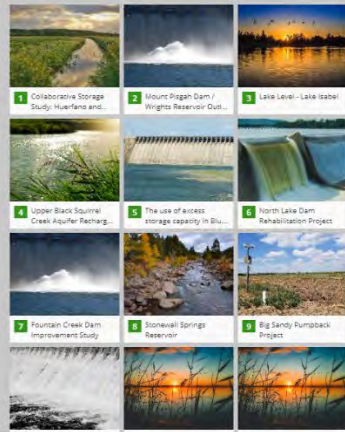 1 Collaborative Storage
Study: Huerfano and...
2 Mount Pisgah Dam /
Wrights Reservoir Outl...
3 Lake Level - Lake Isabel
4 Upper Black Squirrel
Creek Aquifer Recharg...
5 The use of excess
storage capacity in Blu...
6 North Lake Dam
Rehabilitation Project
7 Fountain Creek Dam
Improvement Study
8 Stonewall Springs
Reservoir
9 Big Sandy Pumpback
Project